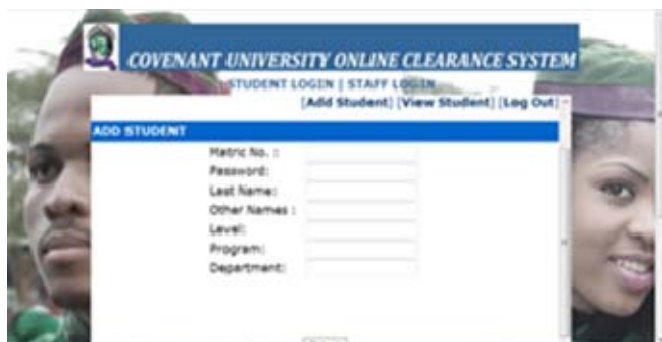 COVENANT UNIVERSITY ONLINE CLEARANCE SYSTEM
STUDENT LOGIN | STAFF LOGIN
[Add Student] [View Student] [Log Out]
ADD STUDENT
Matric No. :
Password:
Last Name:
Other Names :
Level:
Program:
Department: